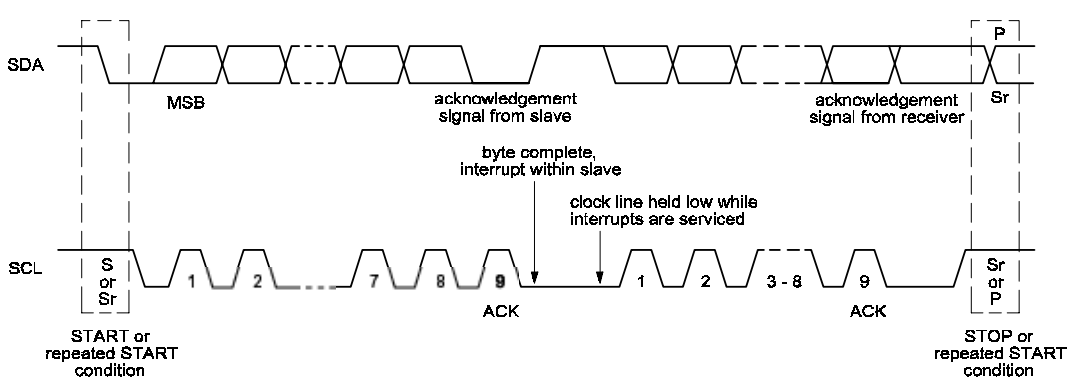 P
SDA
MSB
acknowledgement
signal from slave
acknowledgement
signal from receiver
Sr
byte complete,
interrupt within slave
clock line held low while
interrupts are serviced
SCL
S
or
Sr
1
2
7
8
9
1
2
3 - 8
9
Sr
or
P
ACK
ACK
START or
repeated START
condition
STOP or
repeated START
condition